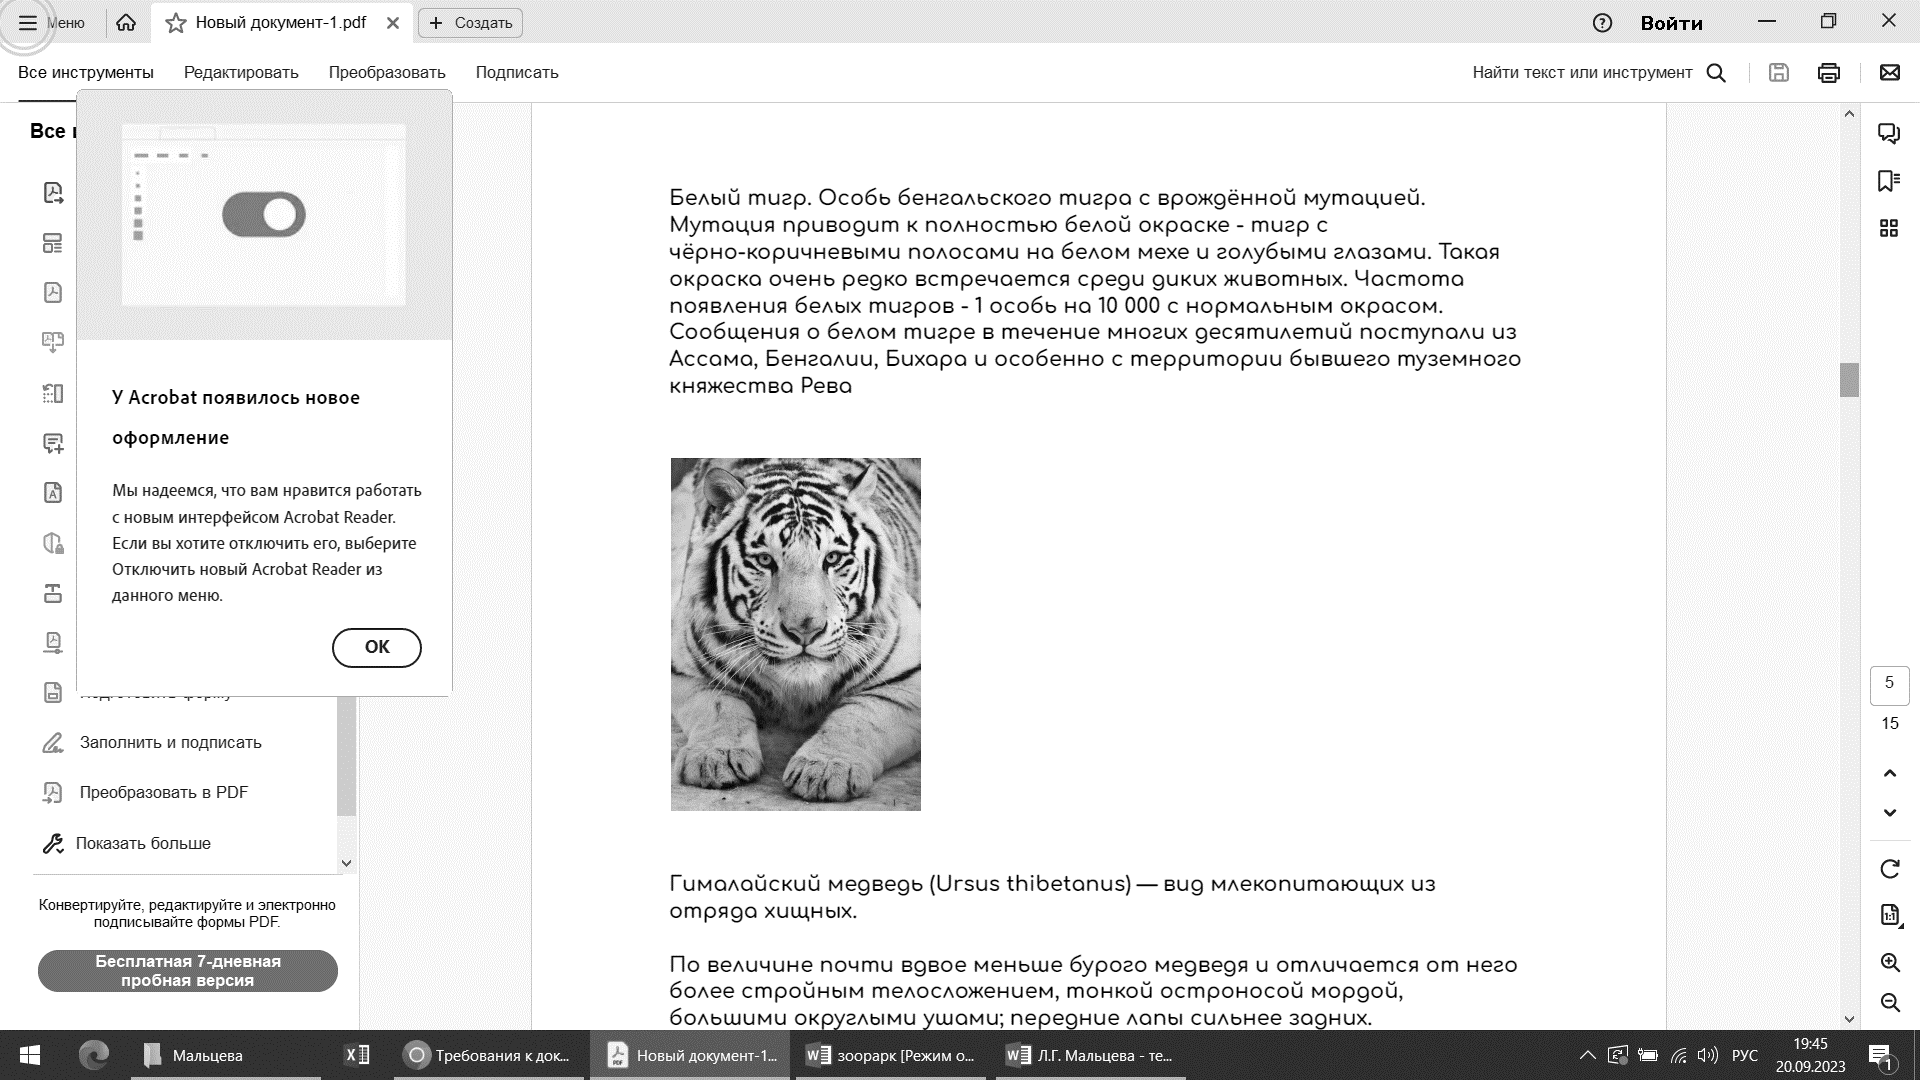 Меню
Новый документ-1.pdf
Создать
Войти
Все инструменты
Редактировать
Преобразовать
Подписать
Найти текст или инструмент
Все
У Acrobat появилось новое
оформление
Мы надеемся, что вам нравится работать
с новым интерфейсом Acrobat Reader.
Если вы хотите отключить его, выберите
Отключить новый Acrobat Reader из
данного меню.
OK
Заполнить и подписать
Преобразовать в PDF
Показать больше
Конвертируйте, редактируйте и электронно
подписывайте формы PDF.
Бесплатная 7-дневная
пробная версия
Белый тигр. Особь бенгальского тигра с врождённой мутацией.
Мутация приводит к полностью белой окраске - тигр с
чёрно-коричневыми полосами на белом мехе и голубыми глазами. Такая
окраска очень редко встречается среди диких животных. Частота
появления белых тигров - 1 особь на 10 000 с нормальным окрасом.
Сообщения о белом тигре в течение многих десятилетий поступали из
Ассама, Бенгалии, Бихара и особенно с территории бывшего туземного
княжества Рева
Гималайский медведь (Ursus thibetanus) — вид млекопитающих из
отряда хищных.
По величине почти вдвое меньше бурого медведя и отличается от него
более стройным телосложением, тонкой остроносой мордой,
большими округлыми ушами; передние лапы сильнее задних.
5
15
Мальцева
Требования к док...
Новый документ-1...
зоорарк [Режим о...
Л.Г. Мальцева - те...
РУС
19:45
20.09.2023
1